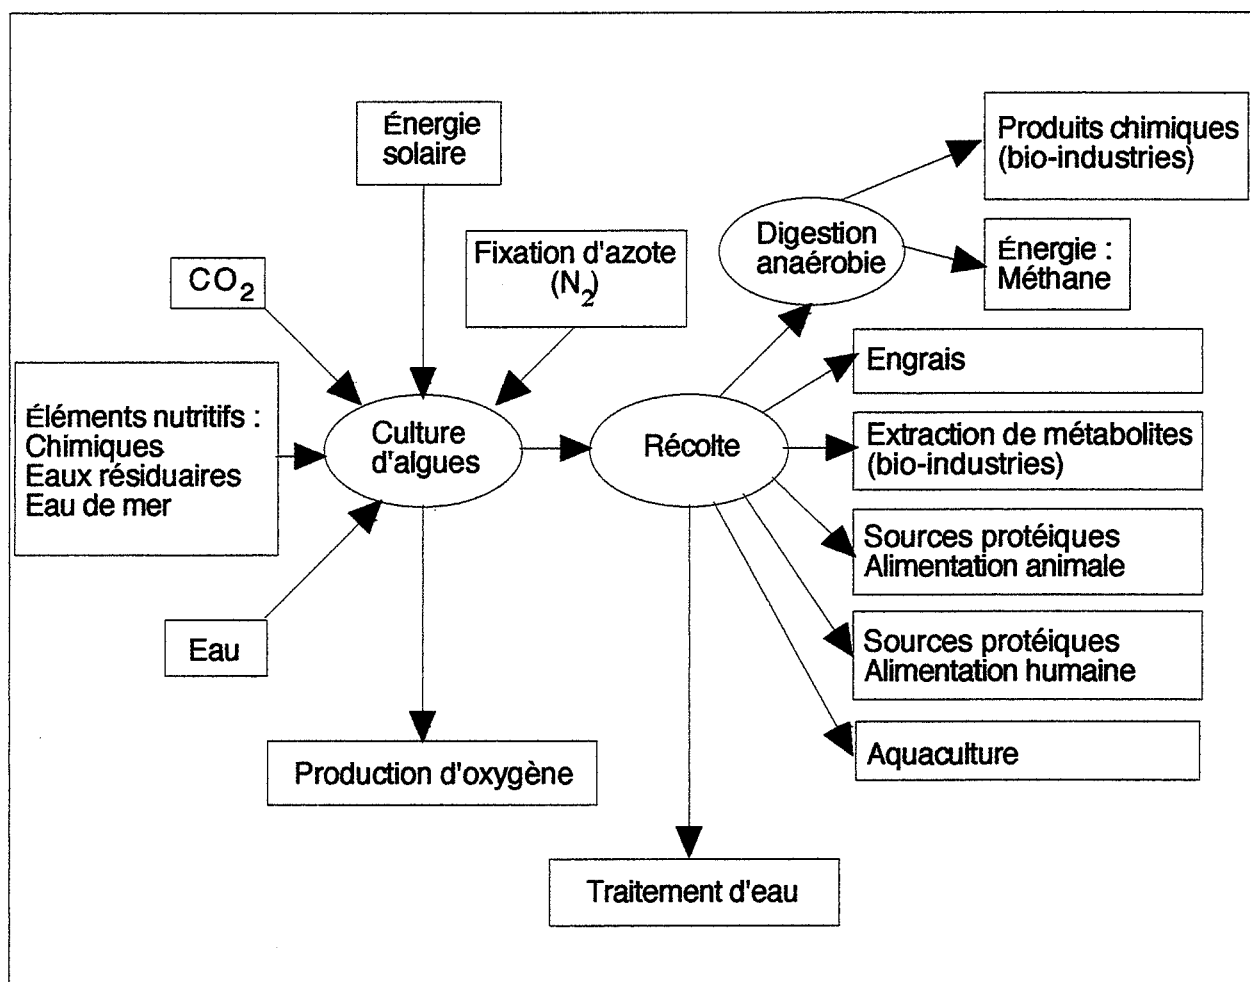 Énergie
solaire
Produits chimiques
(bio-industries)
Digestion
anaérobie
Fixation d'azote
(N2)
Énergie :
Méthane
CO2
Engrais
Éléments nutritifs :
Chimiques
Eaux résiduaires
Eau de mer
Culture
d'algues
Récolte
Extraction de métabolites
(bio-industries)
Sources protéiques
Alimentation animale
Eau
Sources protéiques
Alimentation humaine
Aquaculture
Production d'oxygène
Traitement d'eau